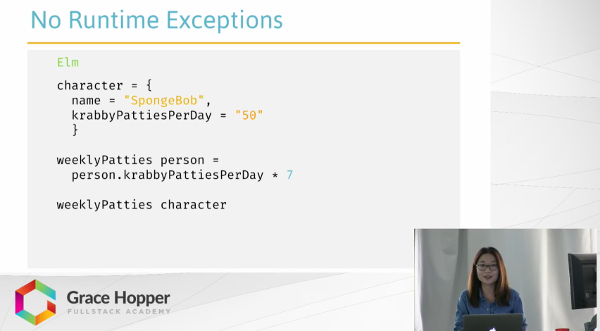 No Runtime Exceptions
Elm
character = {
name = "SpongeBob",
krabbyPattiesPerDay = "50"
}
weeklyPatties person =
person.krabbyPattiesPerDay * 7
weeklyPatties character
Grace Hopper
FULLSTACK ACADEMY